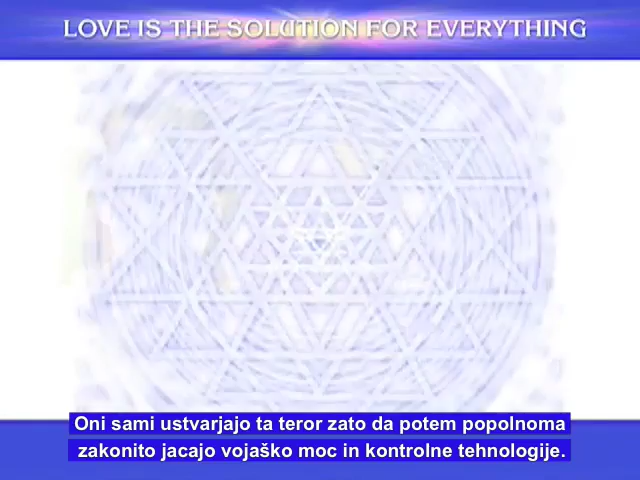 LOVE IS THE SOLUTION FOR EVERYTHING
Oni sami ustvarjajo ta teror zato da potem popolnoma
zakonito jacajo vojaško moc in kontrolne tehnologije.